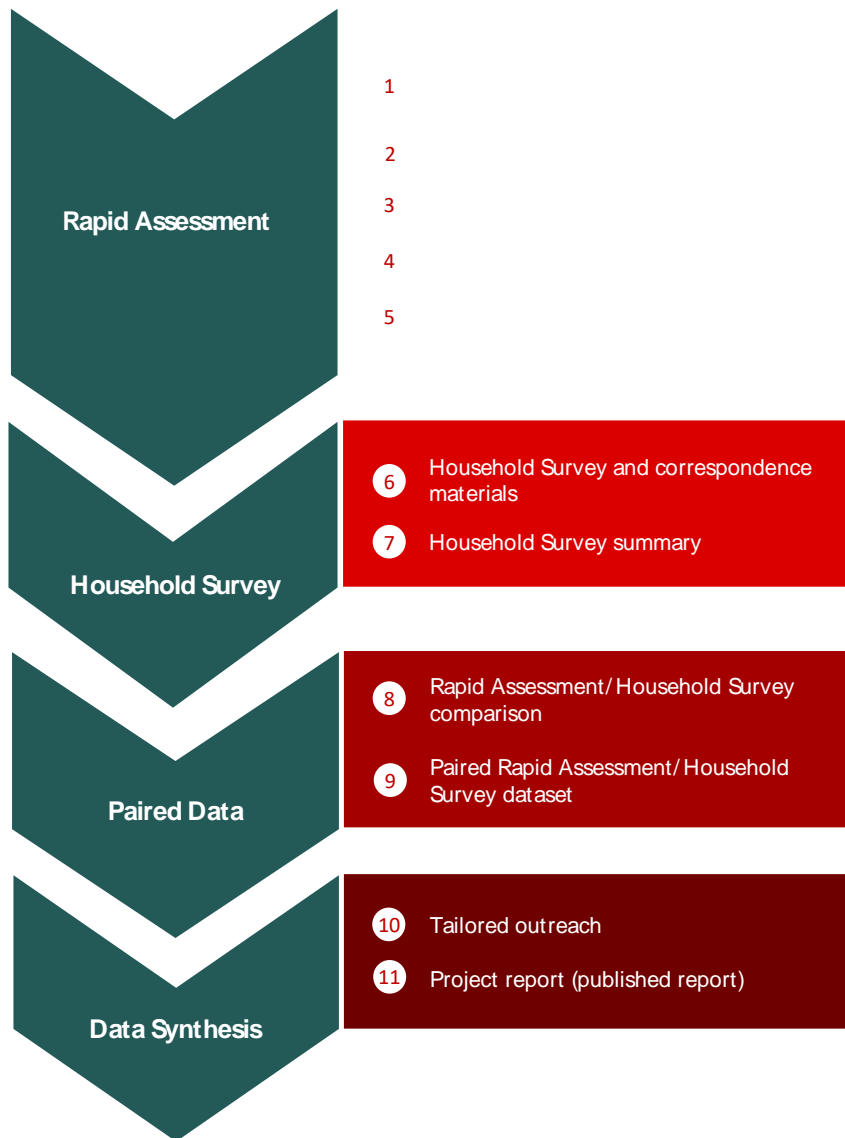 Rapid Assessment
1
2
3
4
5
Household Survey
6 Household Survey and correspondence
materials
7 Household Survey summary
Paired Data
8 Rapid Assessment/Household Survey
comparison
9 Paired Rapid Assessment/Household
Survey dataset
Data Synthesis
10 Tailored outreach
11 Project report (published report)